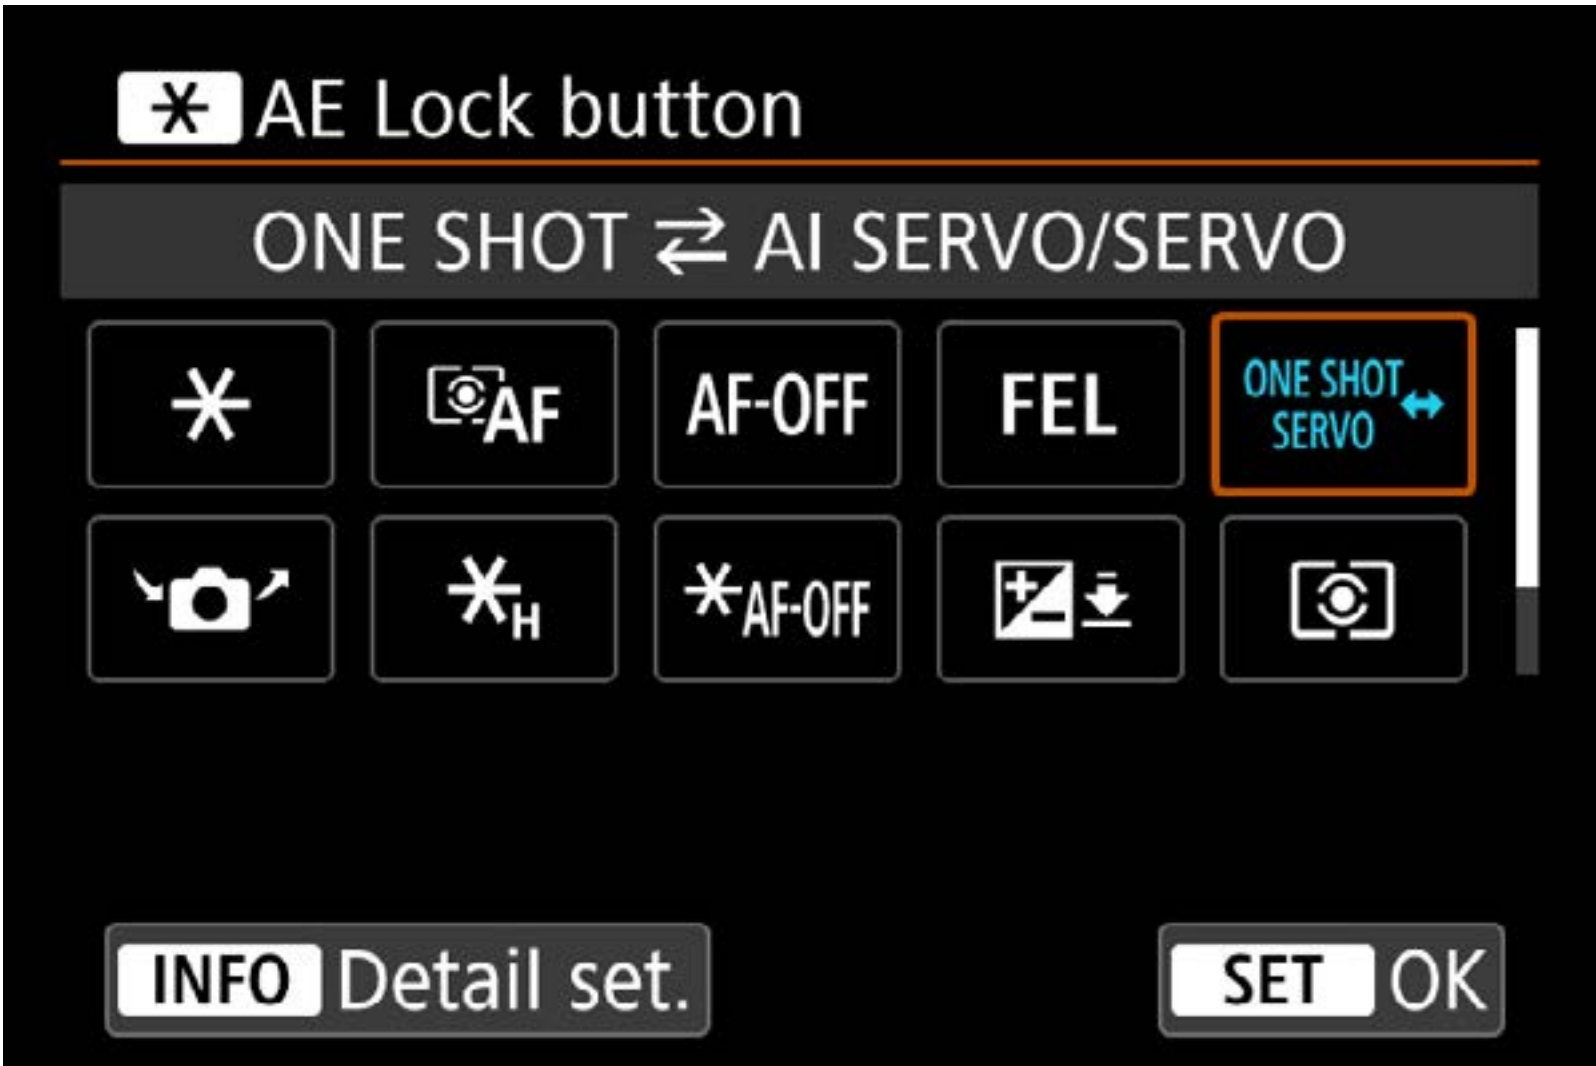 * AE Lock button
ONE SHOT ⇄ AI SERVO/SERVO
*
AF
AF-OFF
FEL
ONE SHOT
SERVO
*H
*AF-OFF
INFO Detail set.
SET OK